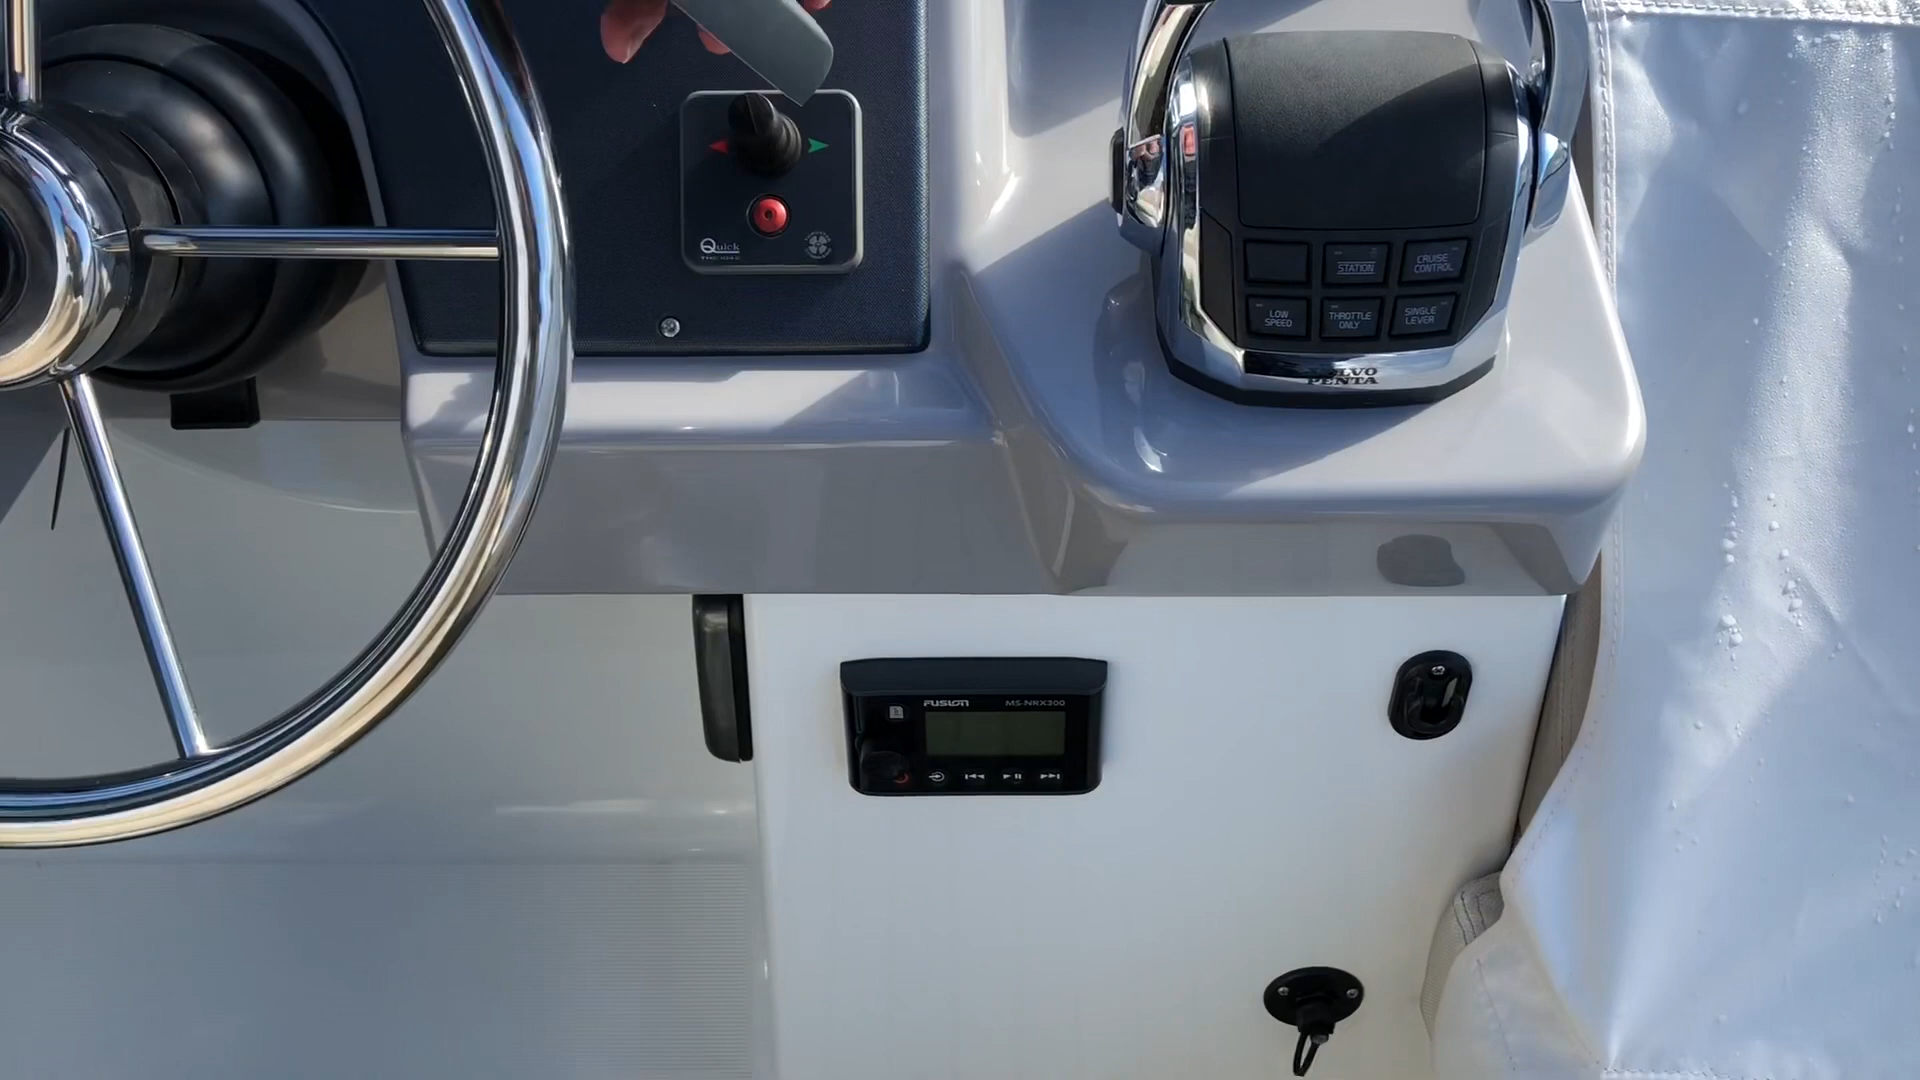 Quick
STATION
CRUISE
CONTROL
LOW
SPEED
THROTTLE
ONLY
SINGLE
LEVER
VOLVO
PENTA
FUSION
MS-NRX300